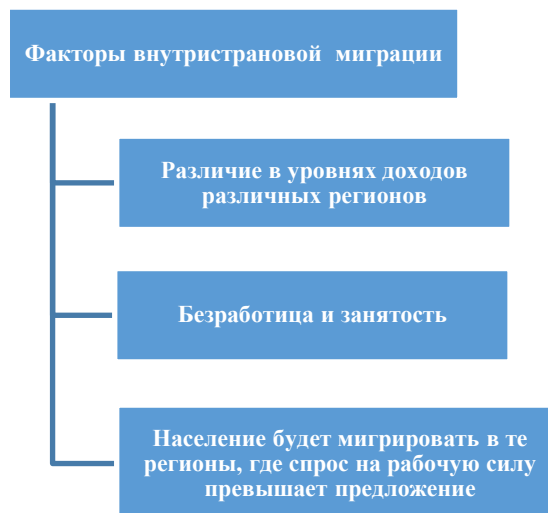 Факторы внутристрановой миграции
Различие в уровнях доходов
различных регионов
Безработица и занятость
Население будет мигрировать в те
регионы, где спрос на рабочую силу
превышает предложение